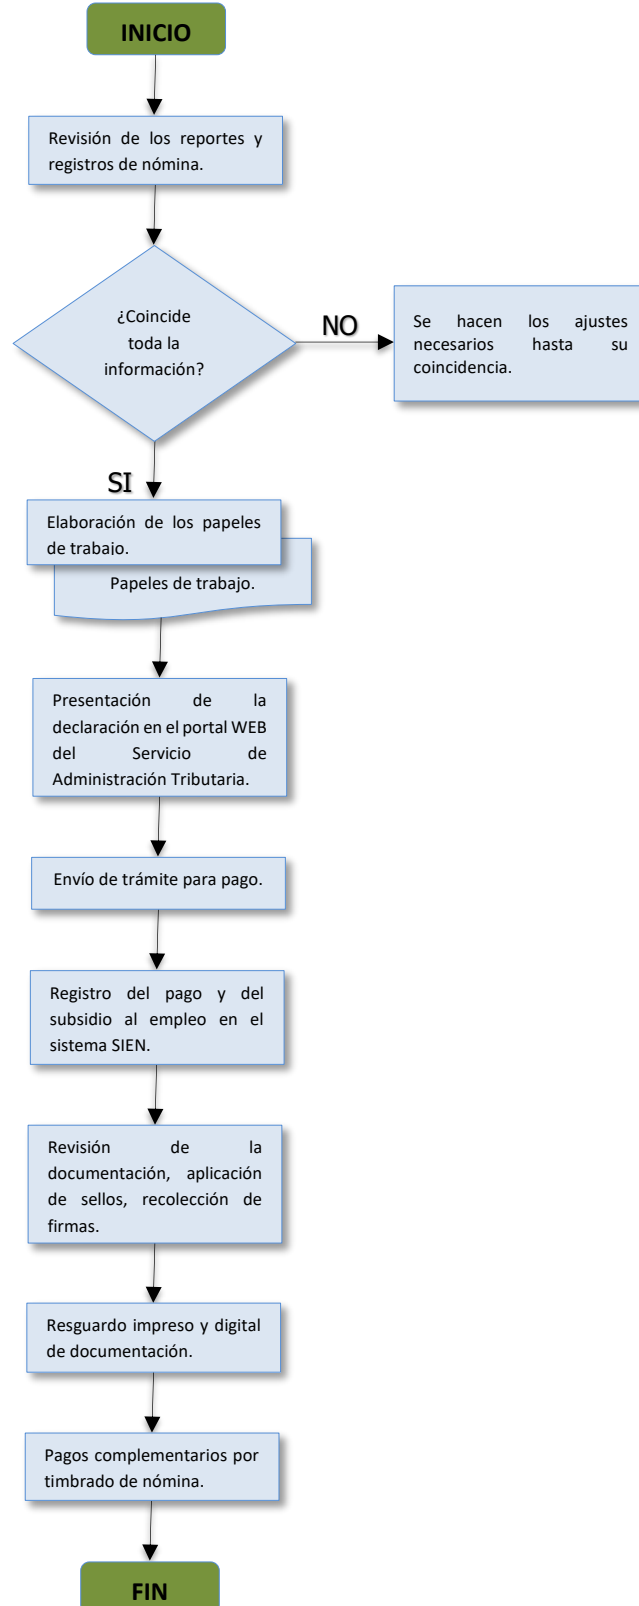 INICIO
Revisión de los reportes y
registros de nómina.
¿Coincide
toda la
información?
NO
Se hacen los ajustes
necesarios hasta su
coincidencia.
SI
Elaboración de los papeles
de trabajo.
Papeles de trabajo.
Presentación de la
declaración en el portal WEB
del Servicio de
Administración Tributaria.
Envío de trámite para pago.
Registro del pago y del
subsidio al empleo en el
sistema SIEN.
Revisión de la
documentación, aplicación
de sellos, recolección de
firmas.
Resguardo impreso y digital
de documentación.
Pagos complementarios por
timbrado de nómina.
FIN